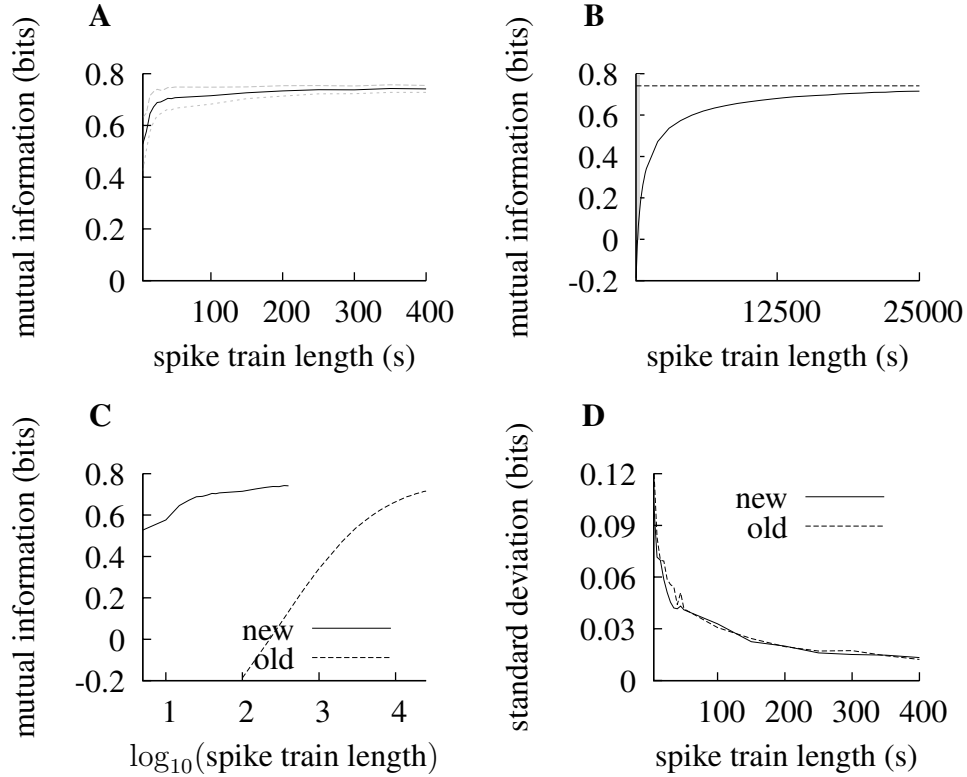 A
mutual information (bits)
0.8
0.6
0.4
0.2
0
100 200 300 400
spike train length (s)
B
mutual information (bits)
0.8
0.6
0.4
0.2
0
-0.2
12500 25000
spike train length (s)
C
mutual information (bits)
0.8
0.6
0.4
0.2
0
-0.2
new
old
1 2 3 4
log10(spike train length)
D
standard deviation (bits)
0.12
0.09
0.06
0.03
0
new
old
100 200 300 400
spike train length (s)